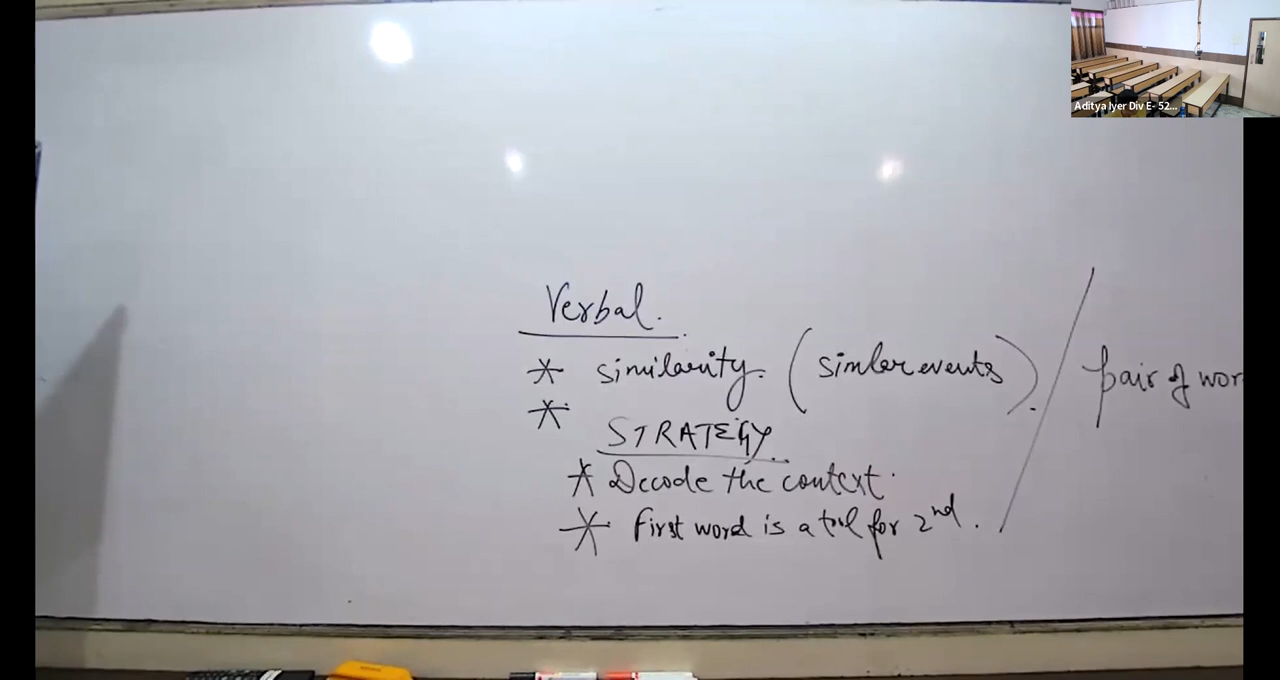 Aditya Iyer Div E- 52...
Verbal.
* similarity. (simler events).
*
STRATEGY.
* Decode the context.
* First word is a tool for 2nd.
pair of wor